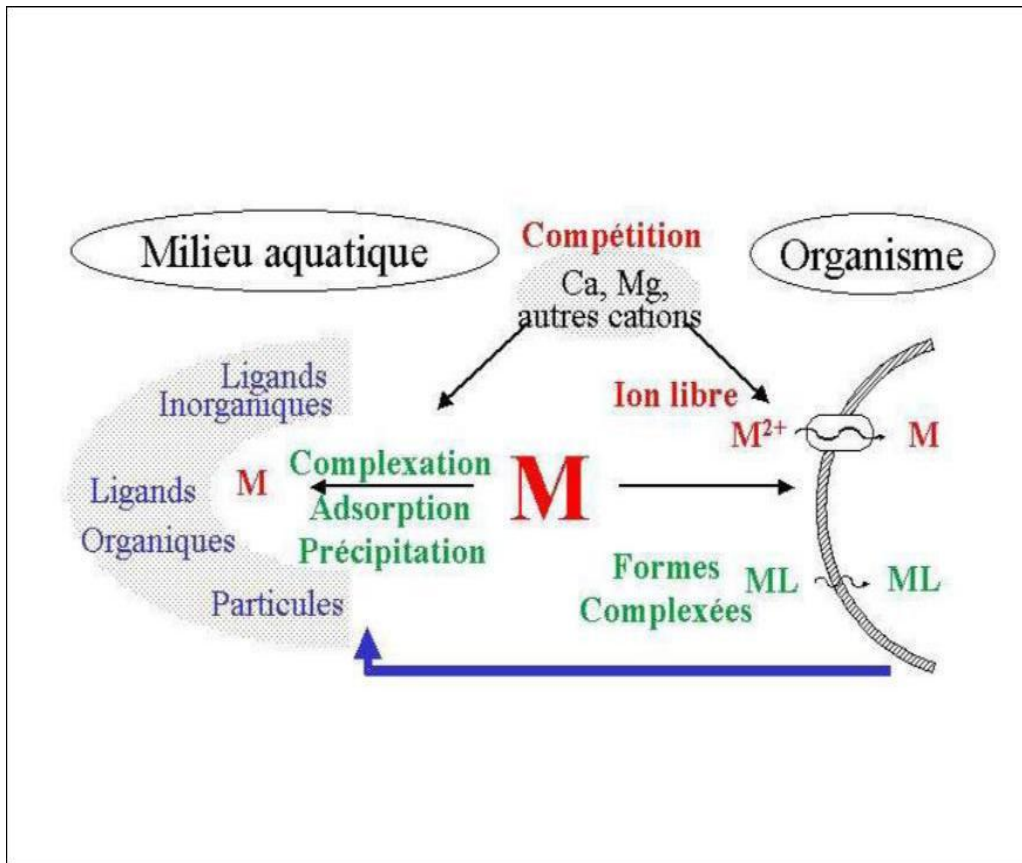 Milieu aquatique
Compétition
Ca, Mg,
autres cations
Organisme
Ligands
Inorganiques
Ligands
Organiques
Particules
M
Complexation
Adsorption
Précipitation
M
Ion libre
M²⁺
M
Formes
Complexées
ML
ML